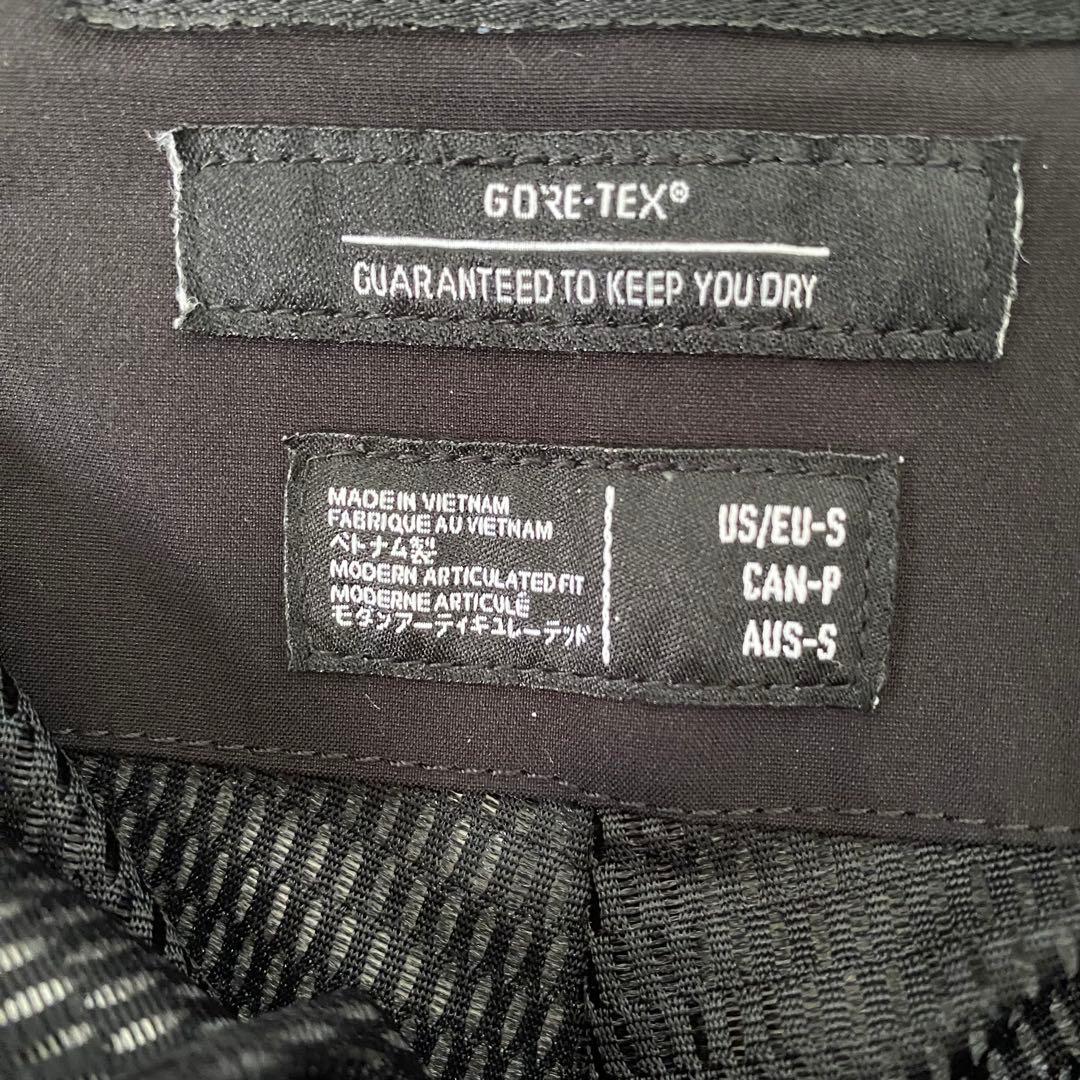 GORE-TEX®
GUARANTEED TO KEEP YOU DRY
MADE IN VIETNAM
FABRIQUE AU VIETNAM
ベトナム製
MODERN ARTICULATED FIT
MODERNE ARTICULÉ
モダンアーティキュレーテッド
US/EU-S
CAN-P
AUS-S